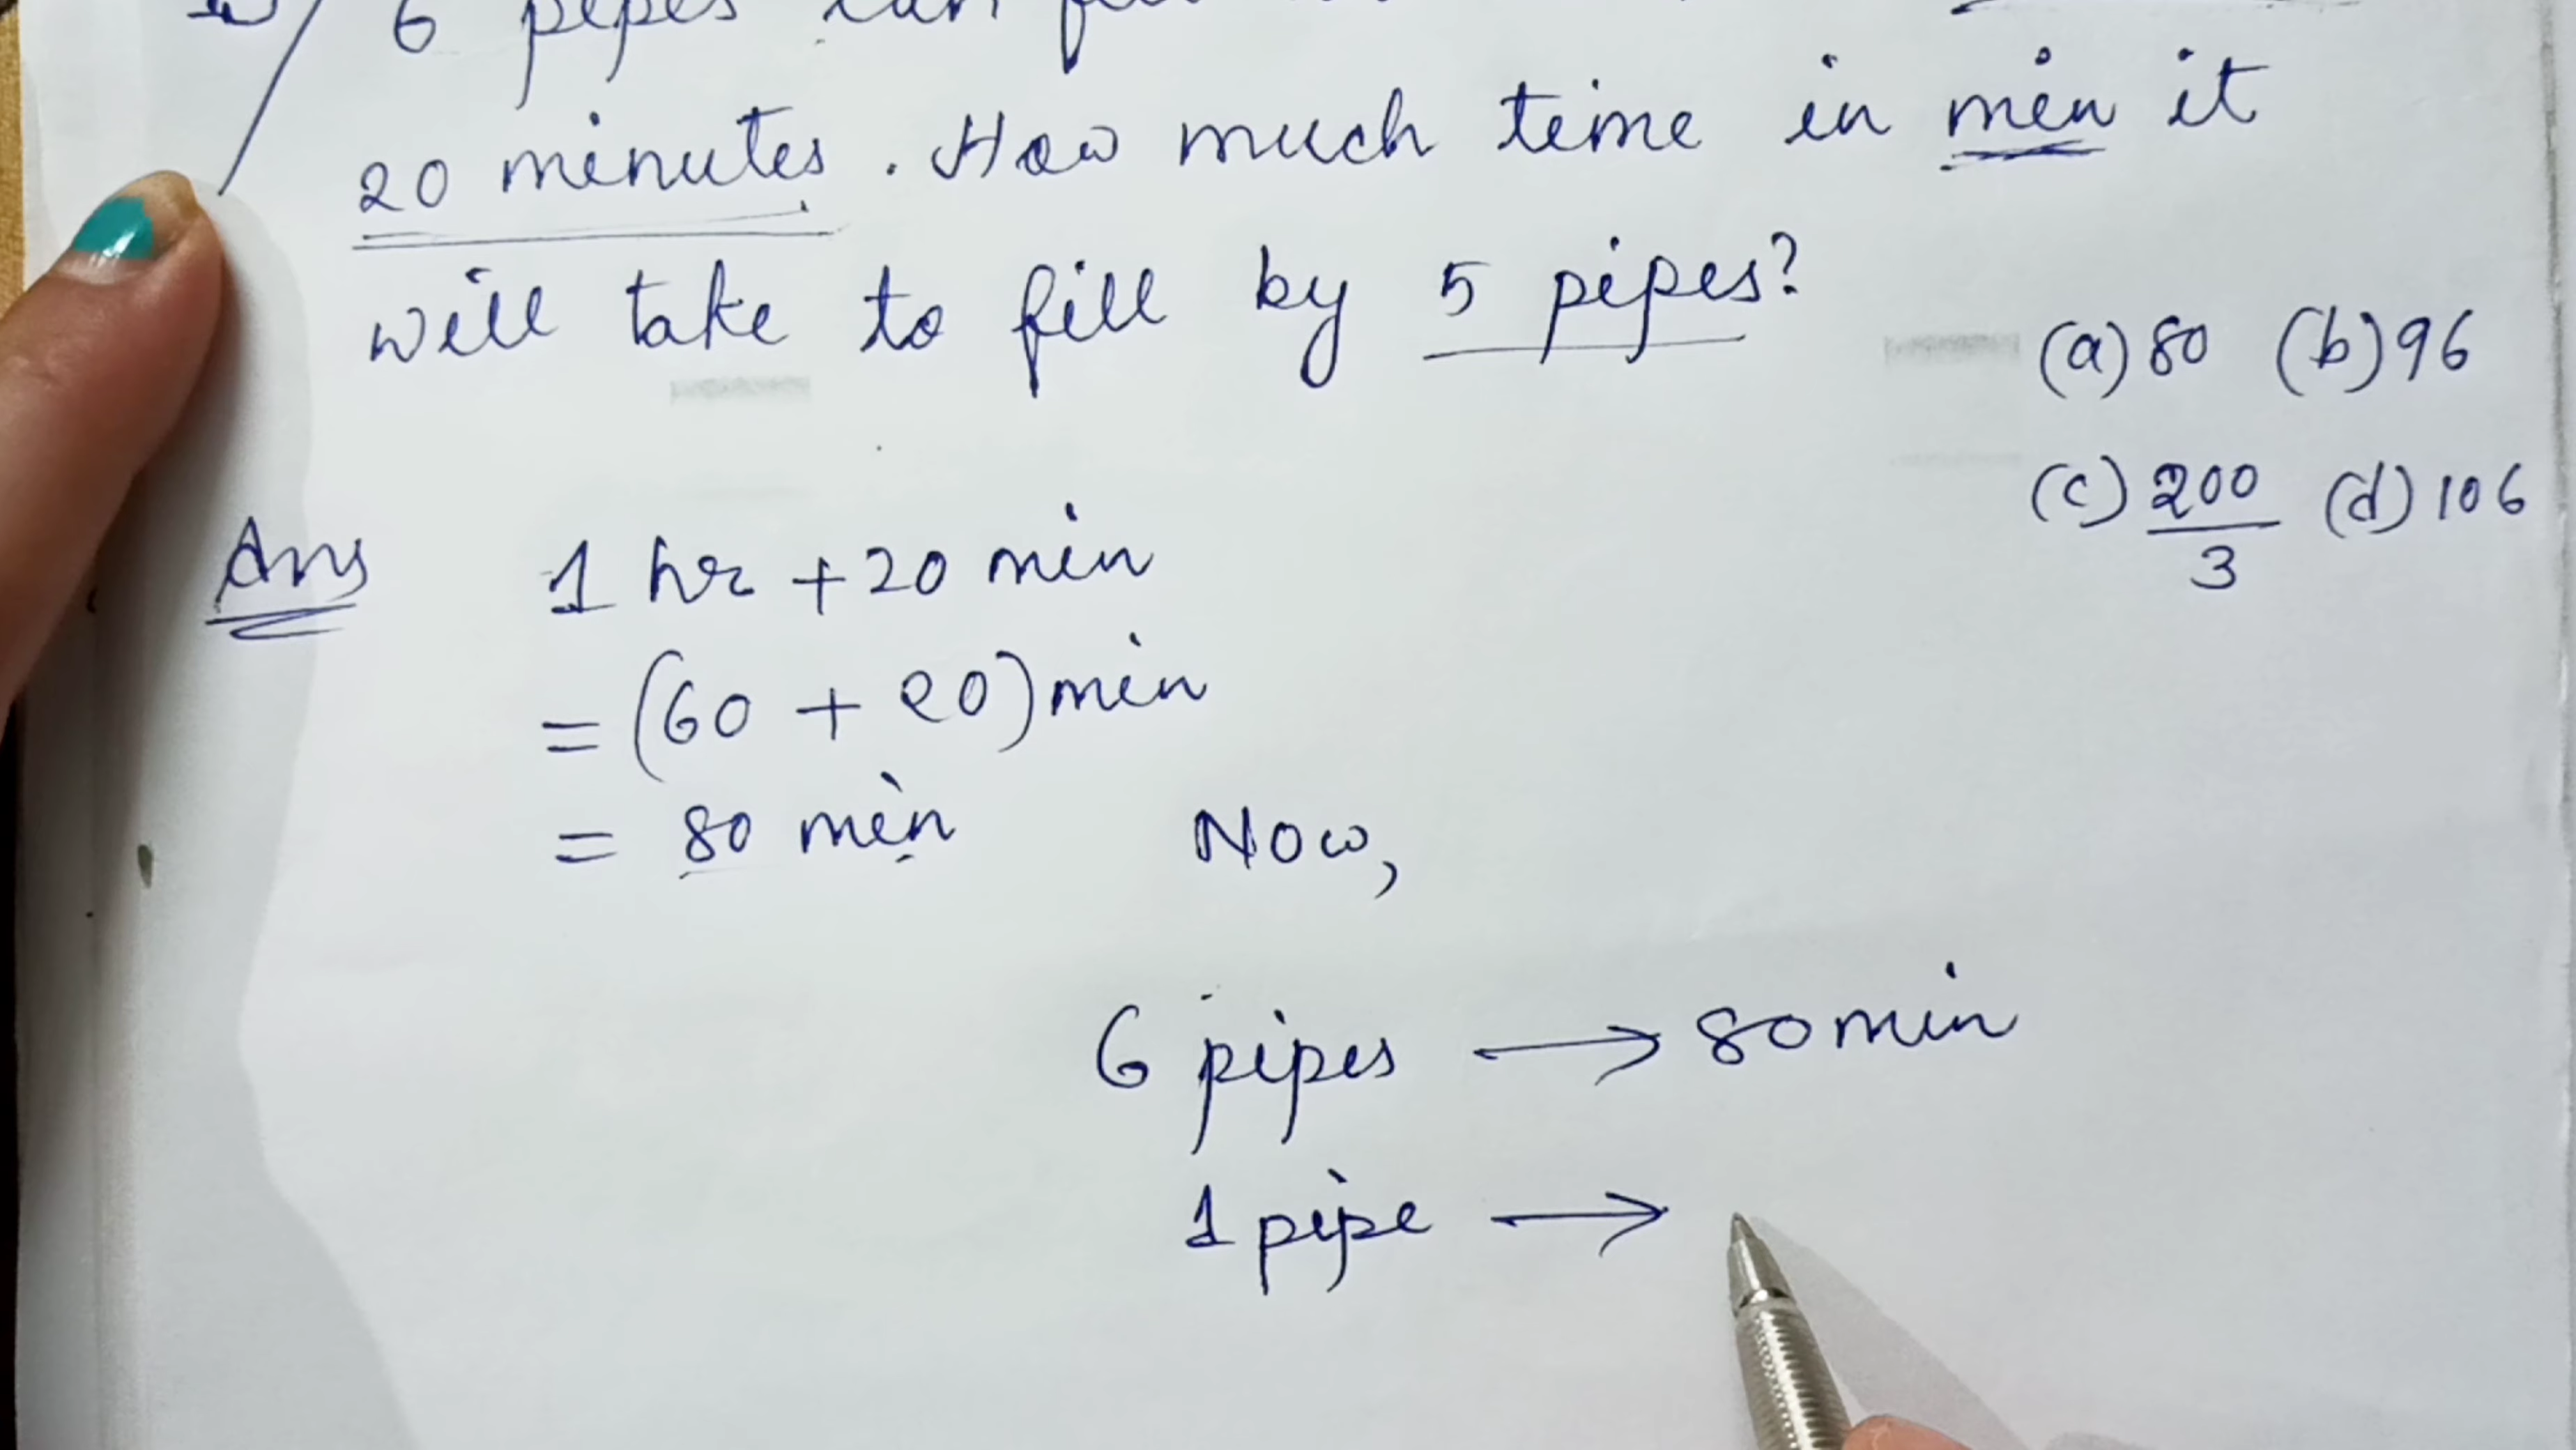 6 pipes can
20 minutes. How much time in min it
will take to fill by 5 pipes?
(a) 80 (b) 96
(c) 200/3 (d) 106
Ans 1 hr + 20 min
= (60 + 20) min
= 80 min
Now,
6 pipes → 80 min
1 pipe →